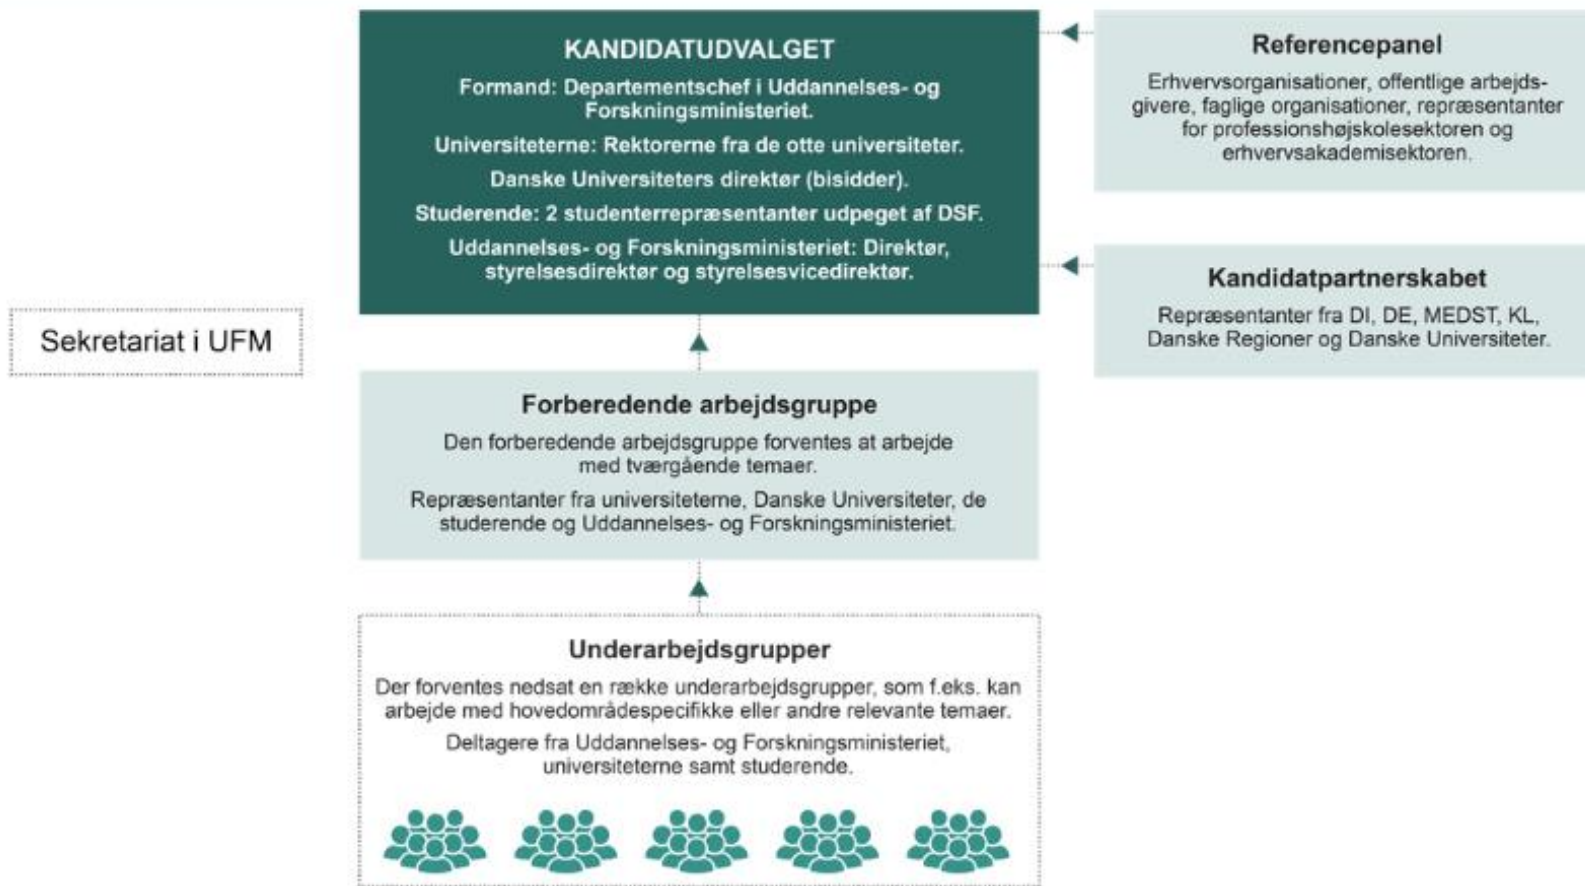 KANDIDATUDVALGET
Formand: Departementschef i Uddannelses- og
Forskningsministeriet.
Universiteterne: Rektorerne fra de otte universiteter.
Danske Universiteters direktør (bisidder).
Studerende: 2 studenterrepræsentanter udpeget af DSF.
Uddannelses- og Forskningsministeriet: Direktør,
styrelsesdirektør og styrelsesvicedirektør.
Referencepanel
Erhvervsorganisationer, offentlige arbejds-
givere, faglige organisationer, repræsentanter
for professionshøjskolesektoren og
erhvervsakademisektoren.
Kandidatpartnerskabet
Repræsentanter fra DI, DE, MEDST, KL,
Danske Regioner og Danske Universiteter.
Sekretariat i UFM
Forberedende arbejdsgruppe
Den forberedende arbejdsgruppe forventes at arbejde
med tværgående temaer.
Repræsentanter fra universiteterne, Danske Universiteter, de
studerende og Uddannelses- og Forskningsministeriet.
Underarbejdsgrupper
Der forventes nedsat en række underarbejdsgrupper, som f.eks. kan
arbejde med hovedområdespecifikke eller andre relevante temaer.
Deltagere fra Uddannelses- og Forskningsministeriet,
universiteterne samt studerende.